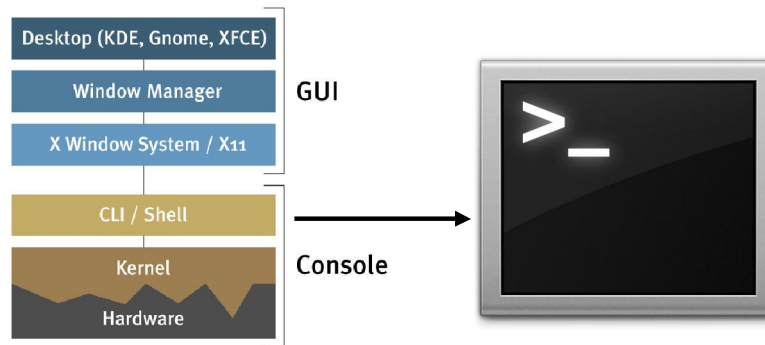 Desktop (KDE, Gnome, XFCE)
Window Manager
GUI
X Window System / X11
CLI / Shell
Kernel
Console
Hardware
>_